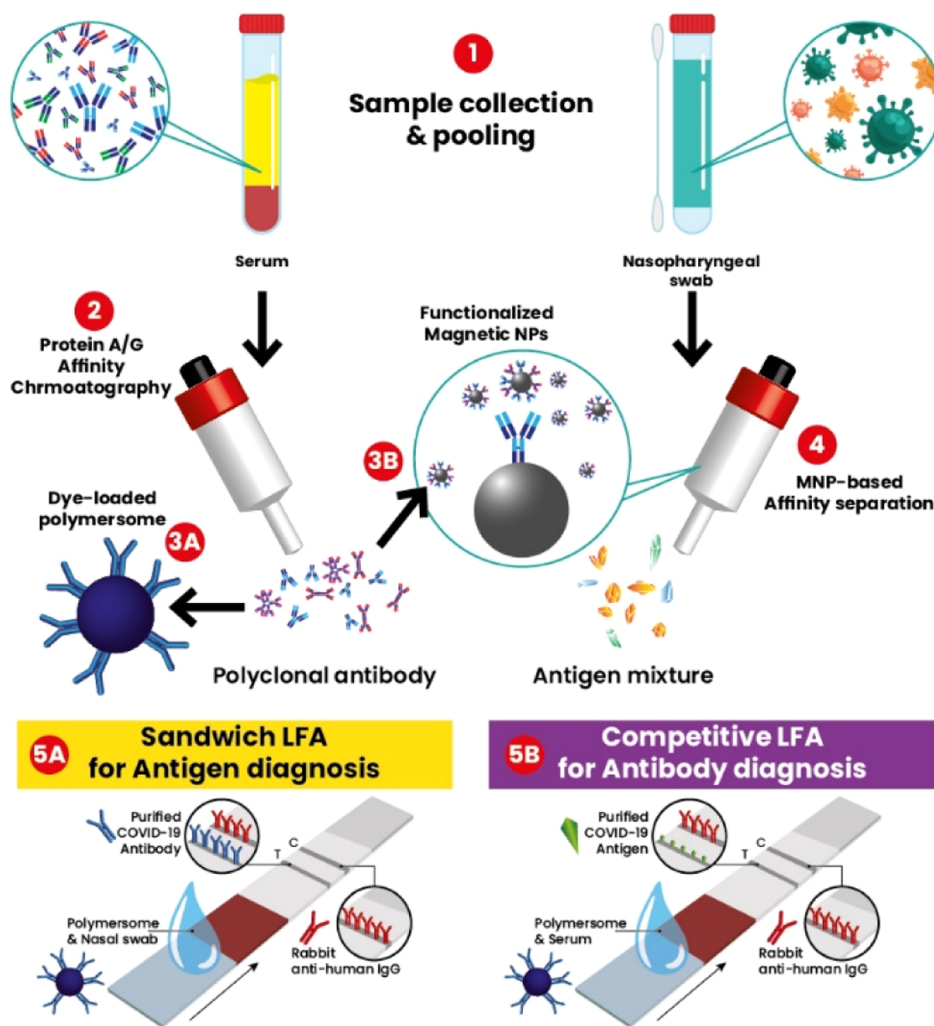 1
Sample collection
& pooling
Serum
Nasopharyngeal
swab
2
Protein A/G
Affinity
Chrmoatography
Functionalized
Magnetic NPs
3B
4
MNP-based
Affinity separation
Dye-loaded
polymersome
3A
Polyclonal antibody
Antigen mixture
5A
Sandwich LFA
for Antigen diagnosis
Purified
COVID-19
Antibody
T
C
Polymersome
& Nasal swab
Rabbit
anti-human IgG
5B
Competitive LFA
for Antibody diagnosis
Purified
COVID-19
Antigen
T
C
Polymersome
& Serum
Rabbit
anti-human IgG